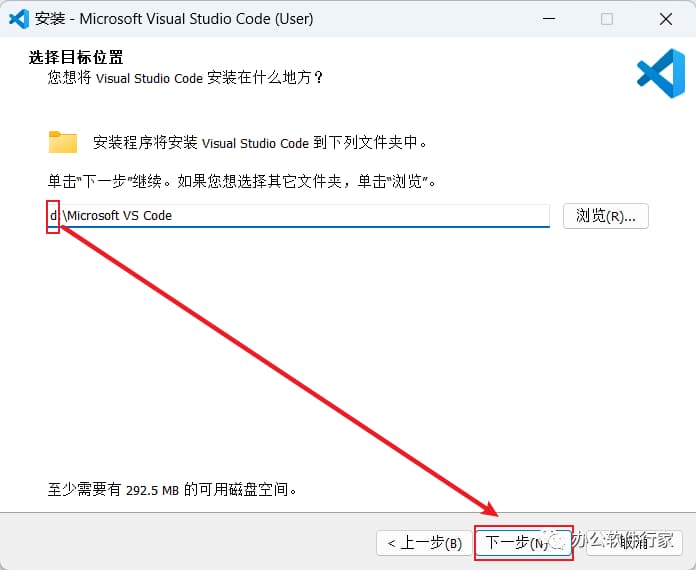 安装 - Microsoft Visual Studio Code (User)
选择目标位置
您想将 Visual Studio Code 安装在什么地方？
安装程序将安装 Visual Studio Code 到下列文件夹中。
单击“下一步”继续。如果您想选择其它文件夹，单击“浏览”。
d:\Microsoft VS Code
浏览(R)...
至少需要有 292.5 MB 的可用磁盘空间。
< 上一步(B)
下一步(N)
取消
办公软件行家